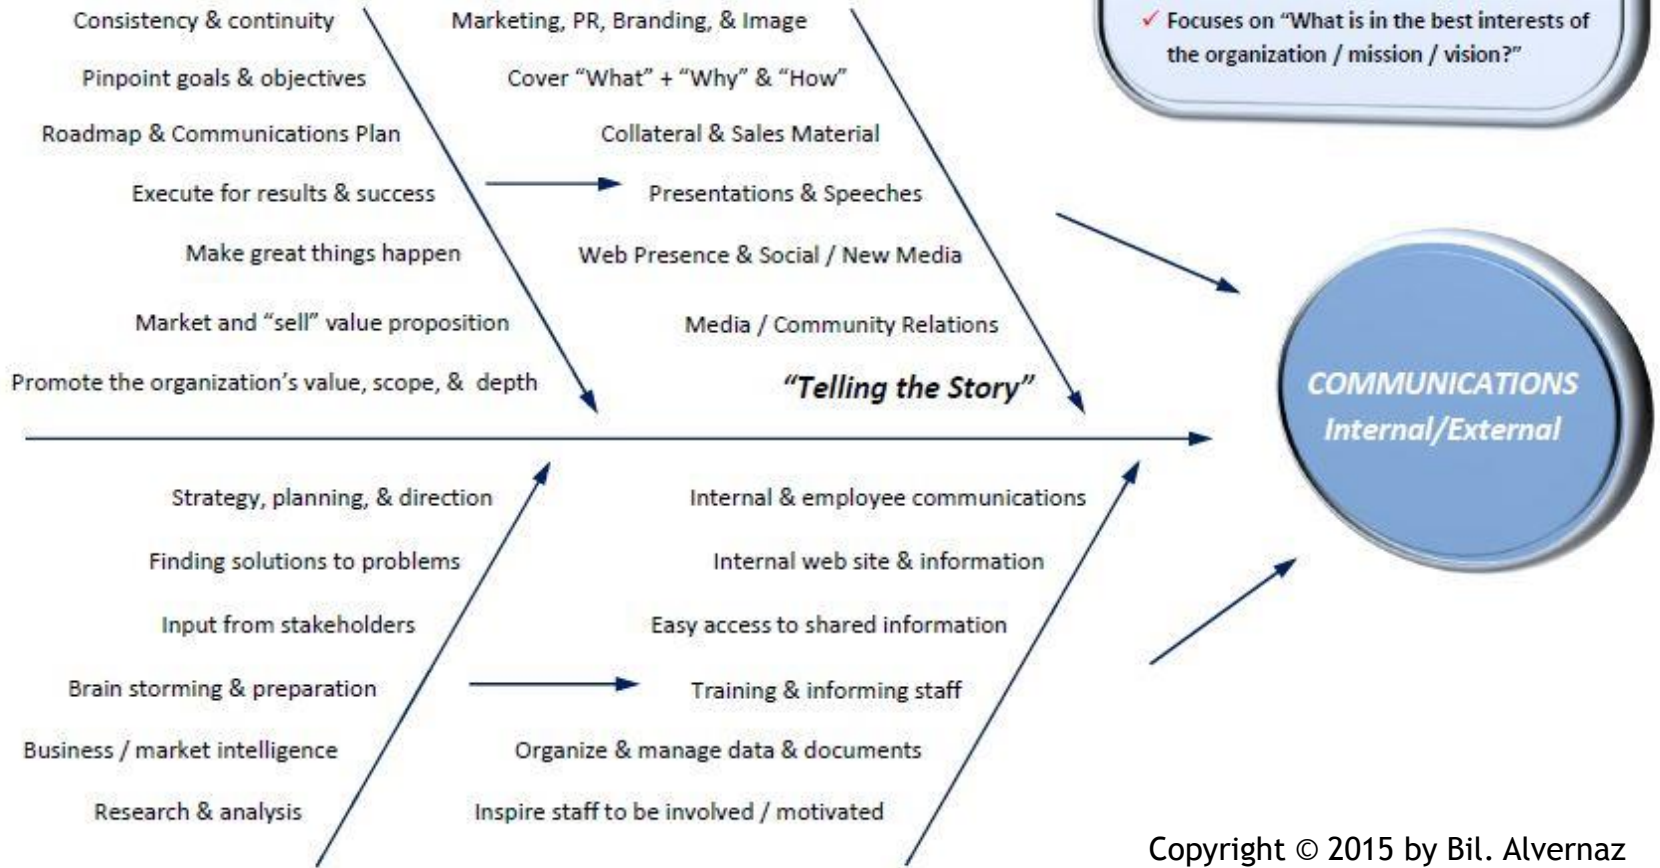 Consistency & continuity
Pinpoint goals & objectives
Roadmap & Communications Plan
Execute for results & success
Make great things happen
Market and “sell” value proposition
Promote the organization’s value, scope, & depth
Marketing, PR, Branding, & Image
Cover “What” + “Why” & “How”
Collateral & Sales Material
Presentations & Speeches
Web Presence & Social / New Media
Media / Community Relations
“Telling the Story”
✓ Focuses on “What is in the best interests of
the organization / mission / vision?”
COMMUNICATIONS
Internal/External
Strategy, planning, & direction
Finding solutions to problems
Input from stakeholders
Brain storming & preparation
Business / market intelligence
Research & analysis
Internal & employee communications
Internal web site & information
Easy access to shared information
Training & informing staff
Organize & manage data & documents
Inspire staff to be involved / motivated
Copyright © 2015 by Bil. Alvernaz